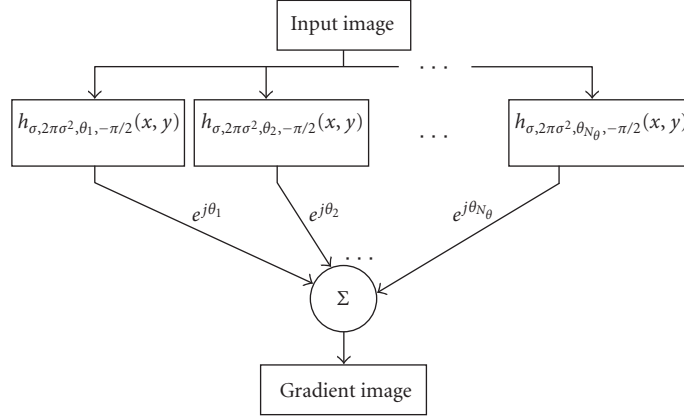 Input image
. . .
h_{σ,2πσ²,θ₁,−π/2}(x, y)
h_{σ,2πσ²,θ₂,−π/2}(x, y)
. . .
h_{σ,2πσ²,θ_{N_θ},−π/2}(x, y)
e^{jθ₁}
e^{jθ₂}
e^{jθ_{N_θ}}
. . .
Σ
Gradient image